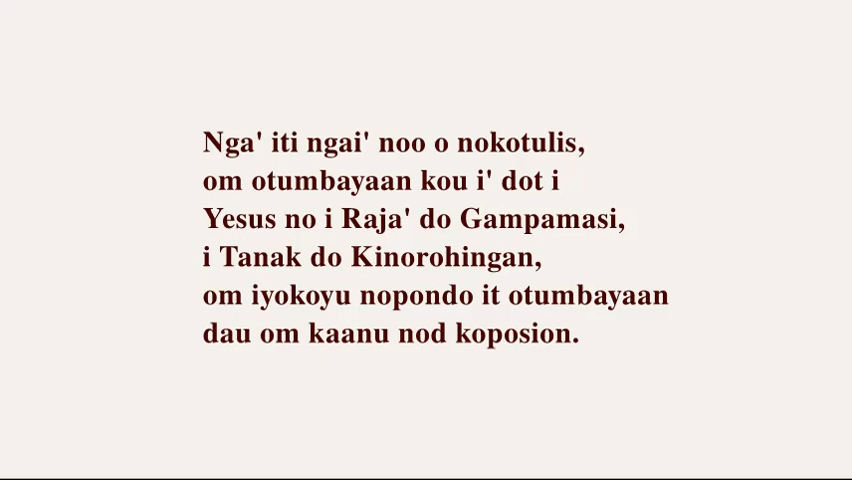 Nga' iti ngai' noo o nokotulis,
om otumbayaan kou i' dot i
Yesus no i Raja' do Gampamasi,
i Tanak do Kinorohingan,
om iyokoyu nopondo it otumbayaan
dau om kaanu nod koposion.